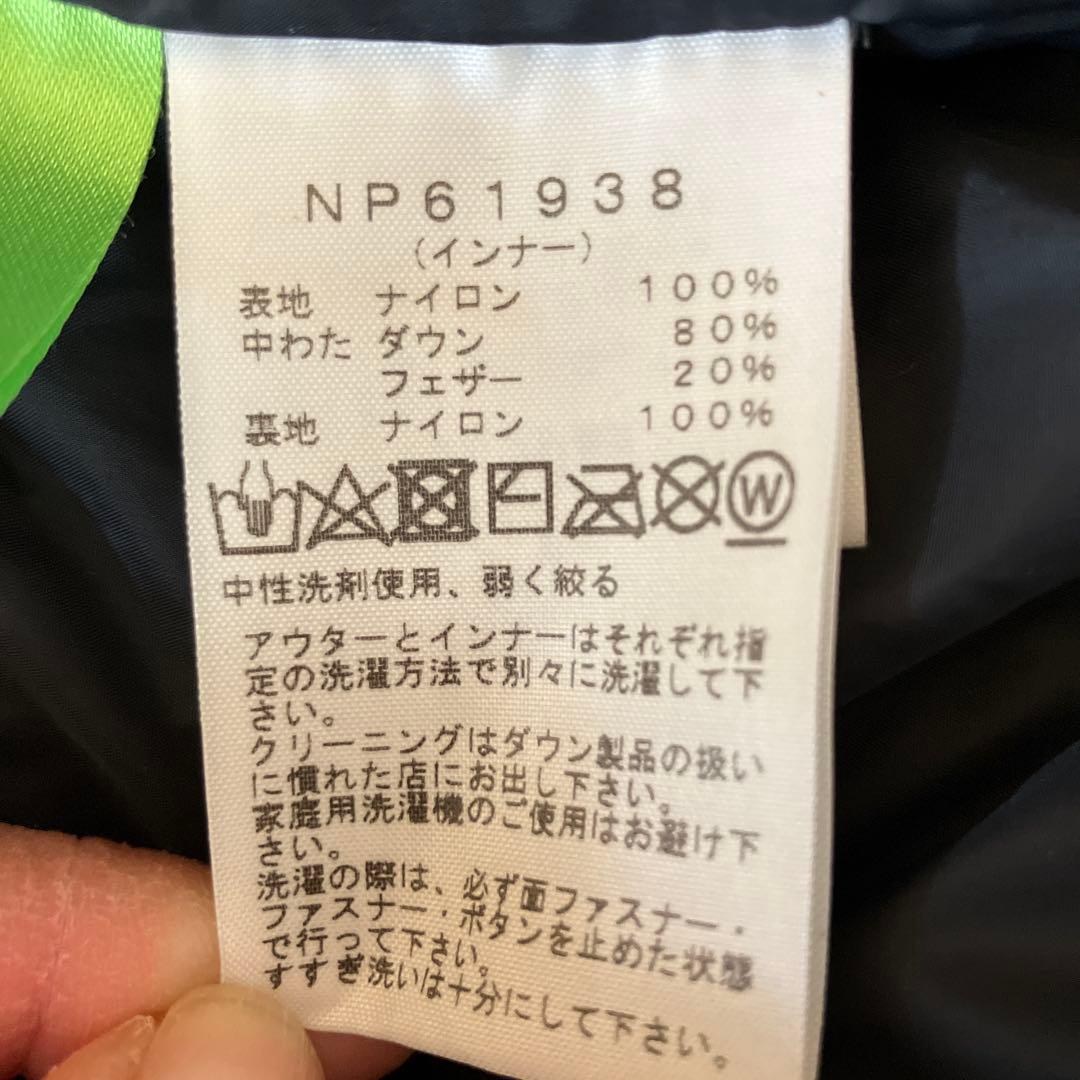 NP61938
(インナー)
表地 ナイロン 100%
中わた ダウン 80%
フェザー 20%
裏地 ナイロン 100%
W
中性洗剤使用、弱く絞る
アウターとインナーはそれぞれ指
定の洗濯方法で別々に洗濯して下
さい。
クリーニングはダウン製品の扱い
に慣れた店にお出し下さい。
家庭用洗濯機のご使用はお避け下
さい。
洗濯の際は、必ず面ファスナー・
ファスナー・ボタンを止めた状態
で行って下さい。
すすぎ洗いは十分にして下さい。